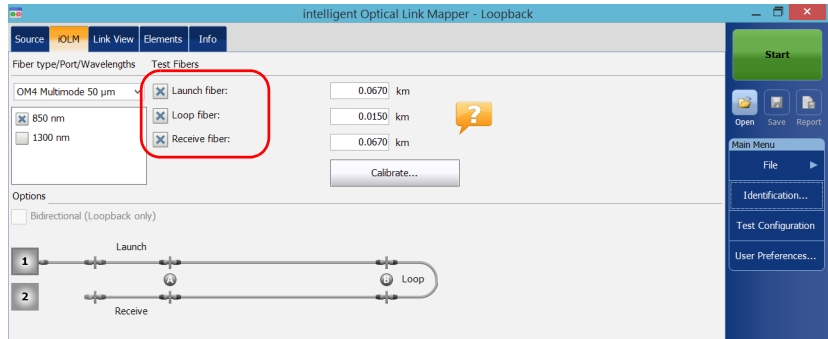 intelligent Optical Link Mapper - Loopback
Source iOLM Link View Elements Info
Fiber type/Port/Wavelengths Test Fibers
OM4 Multimode 50 µm
Launch fiber: 0.0670 km
850 nm
Loop fiber: 0.0150 km
?
1300 nm
Receive fiber: 0.0670 km
Calibrate...
Options
Bidirectional (Loopback only)
Launch
1
A
B
Loop
2
Receive
Start
Open Save Report
Main Menu
File
Identification...
Test Configuration
User Preferences...